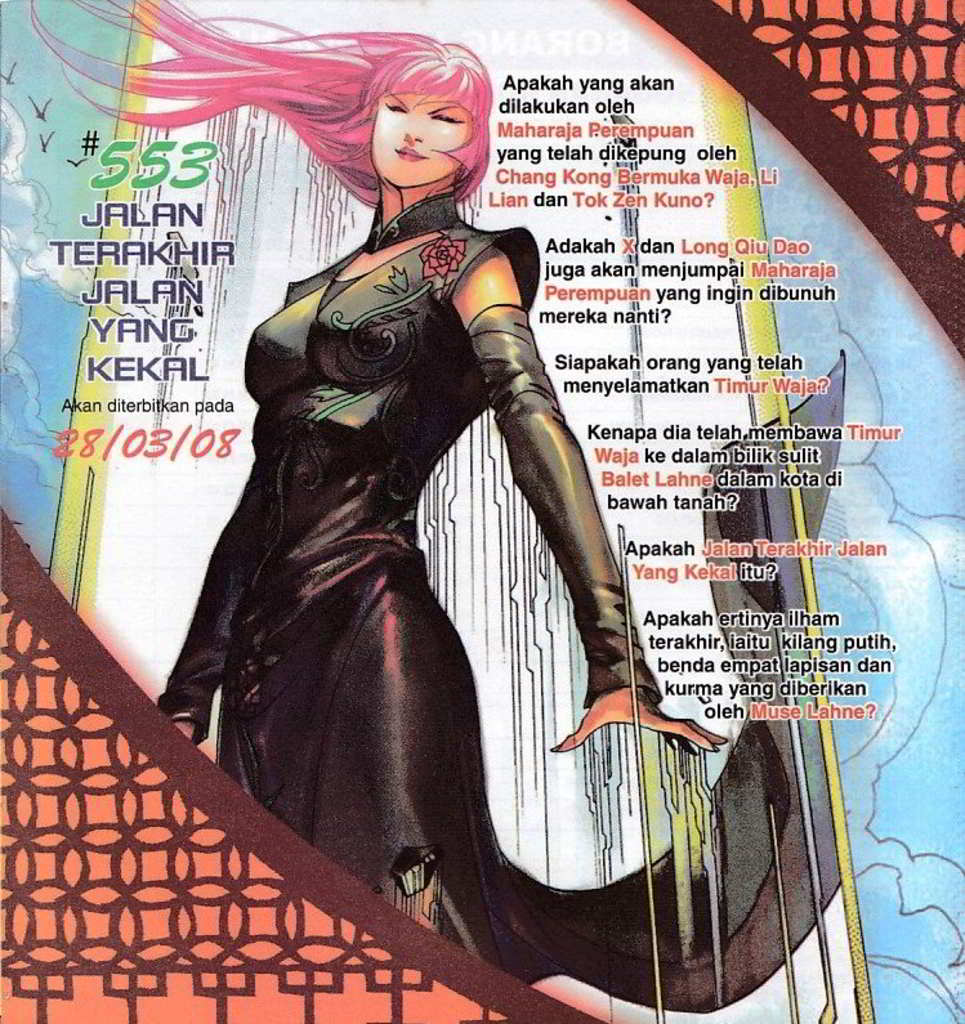 #553
JALAN
TERAKHIR
JALAN
YANG
KEKAL
Akan diterbitkan pada
28/03/08
Apakah yang akan
dilakukan oleh
Maharaja Perempuan
yang telah dikepung oleh
Chang Kong Bermuka Waja, Li
Lian dan Tok Zen Kuno?
Adakah X dan Long Qiu Dao
juga akan menjumpai Maharaja
Perempuan yang ingin dibunuh
mereka nanti?
Siapakah orang yang telah
menyelamatkan Timur Waja?
Kenapa dia telah membawa Timur
Waja ke dalam bilik sulit
Balet Lahne dalam kota di
bawah tanah?
Apakah Jalan Terakhir Jalan
Yang Kekal itu?
Apakah ertinya ilham
terakhir, iaitu kilang putih,
benda empat lapisan dan
kurma yang diberikan
oleh Muse Lahne?